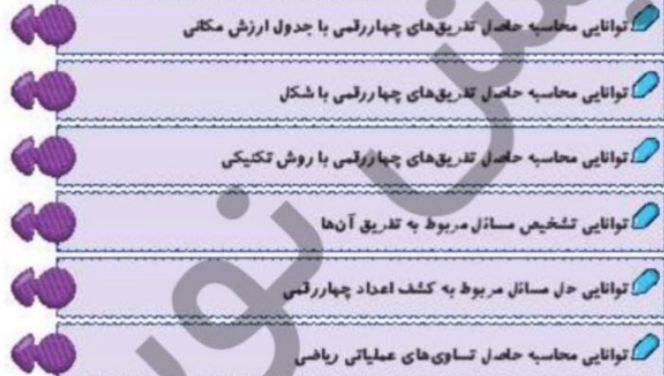 توانایی محاسبه حاصل تفریق‌های چهاررقمی با جدول ارزش مکانی
توانایی محاسبه حاصل تفریق‌های چهاررقمی با شکل
توانایی محاسبه حاصل تفریق‌های چهاررقمی با روش تکنیکی
توانایی تشخیص مسائل مربوط به تفریق آن‌ها
توانایی حل مسائل مربوط به کشف اعداد چهاررقمی
توانایی محاسبه حاصل تساوی‌های عملیاتی ریاضی